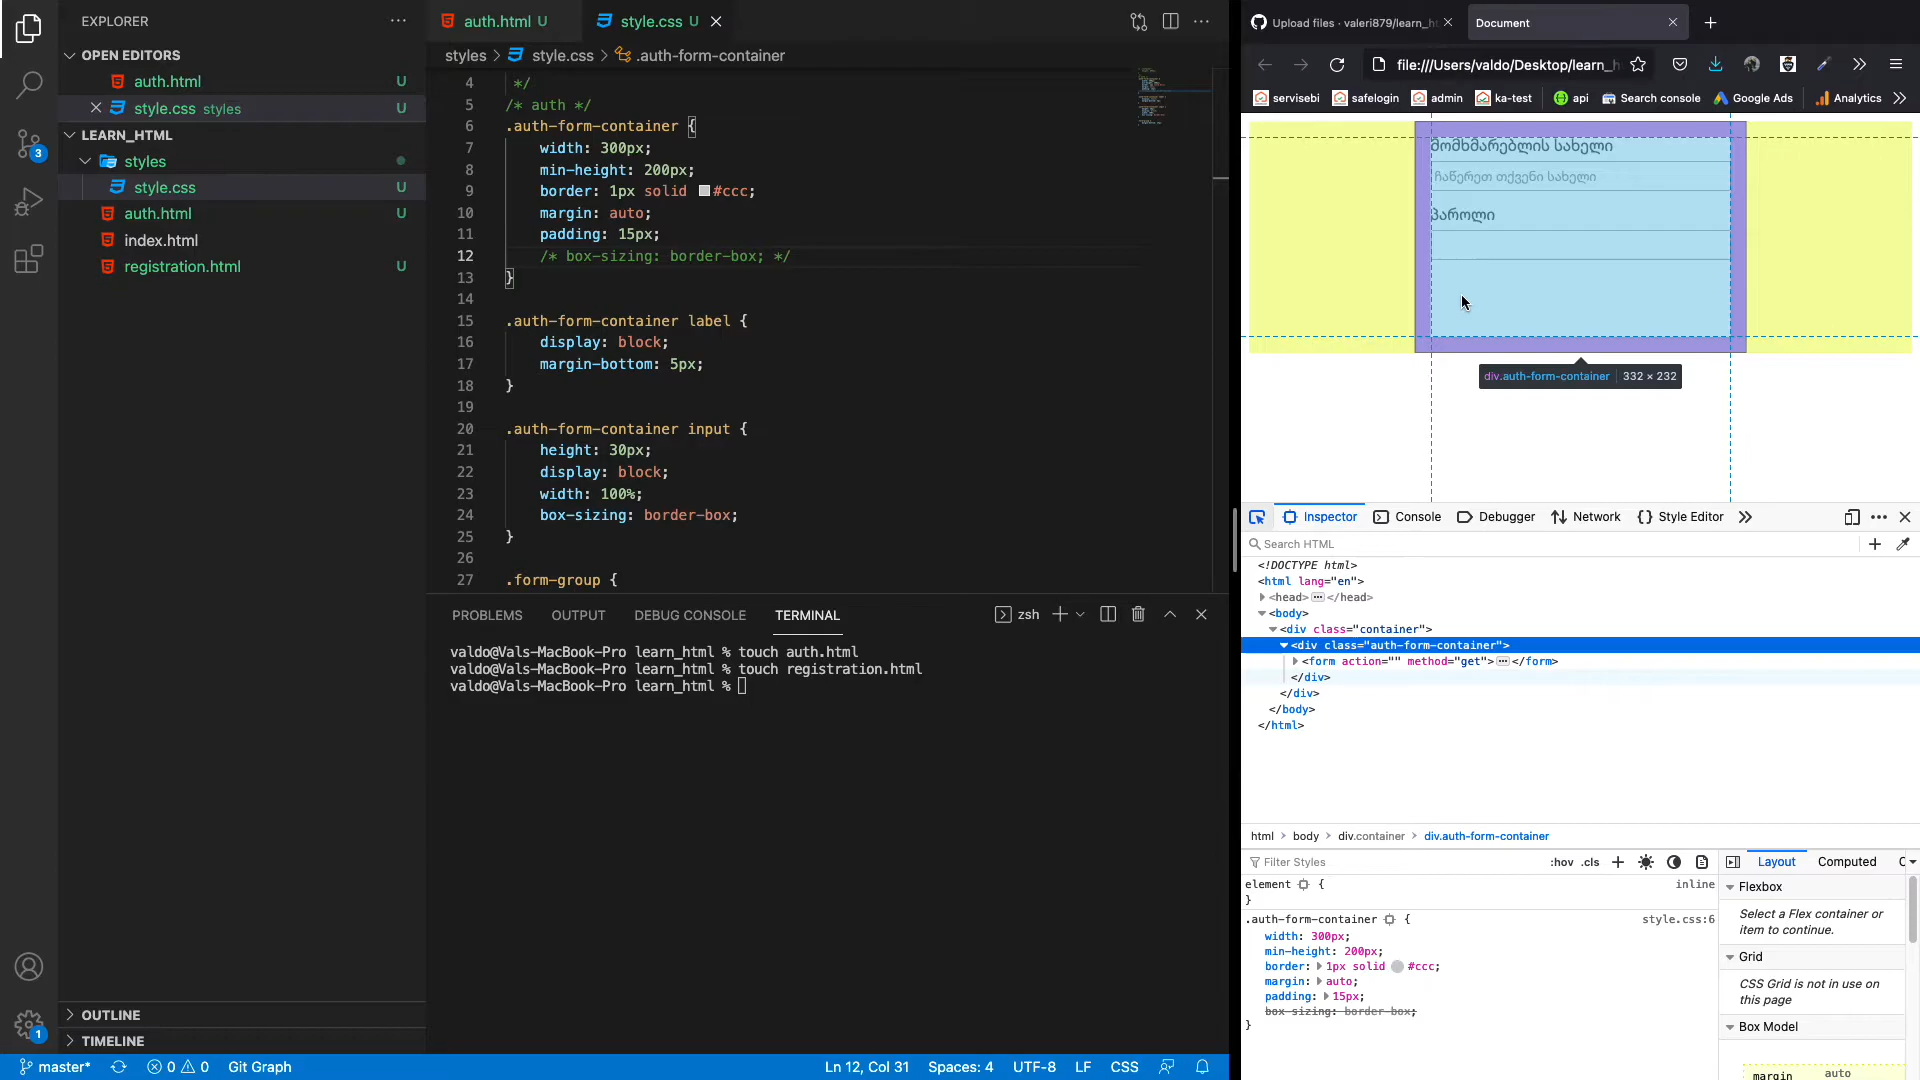 EXPLORER
OPEN EDITORS
auth.html U
style.css styles U
LEARN_HTML
styles
style.css U
auth.html U
index.html
registration.html U
OUTLINE
TIMELINE
3
1
auth.html U
style.css U
styles > style.css > .auth-form-container
4 */
5 /* auth */
6 .auth-form-container {
7 width: 300px;
8 min-height: 200px;
9 border: 1px solid #ccc;
10 margin: auto;
11 padding: 15px;
12 /* box-sizing: border-box; */
13 }
14
15 .auth-form-container label {
16 display: block;
17 margin-bottom: 5px;
18 }
19
20 .auth-form-container input {
21 height: 30px;
22 display: block;
23 width: 100%;
24 box-sizing: border-box;
25 }
26
27 .form-group {
PROBLEMS OUTPUT DEBUG CONSOLE TERMINAL zsh
valdo@Vals-MacBook-Pro learn_html % touch auth.html
valdo@Vals-MacBook-Pro learn_html % touch registration.html
valdo@Vals-MacBook-Pro learn_html %
master* 0 0 Git Graph Ln 12, Col 31 Spaces: 4 UTF-8 LF CSS
Upload files · valeri879/learn_h
Document
file:///Users/valdo/Desktop/learn_h
servisebi safelogin admin ka-test api Search console Google Ads Analytics
მომხმარებლის სახელი
ჩაწერეთ თქვენი სახელი
პაროლი
div.auth-form-container 332 × 232
Inspector Console Debugger Network Style Editor
Search HTML
<!DOCTYPE html>
<html lang="en">
<head></head>
<body>
<div class="container">
<div class="auth-form-container">
<form action="" method="get"></form>
</div>
</div>
</body>
</html>
html > body > div.container > div.auth-form-container
Filter Styles :hov .cls
element { inline
}
.auth-form-container { style.css:6
width: 300px;
min-height: 200px;
border: 1px solid #ccc;
margin: auto;
padding: 15px;
box-sizing: border-box;
}
Layout Computed
Flexbox
Select a Flex container or
item to continue.
Grid
CSS Grid is not in use on
this page
Box Model
margin auto